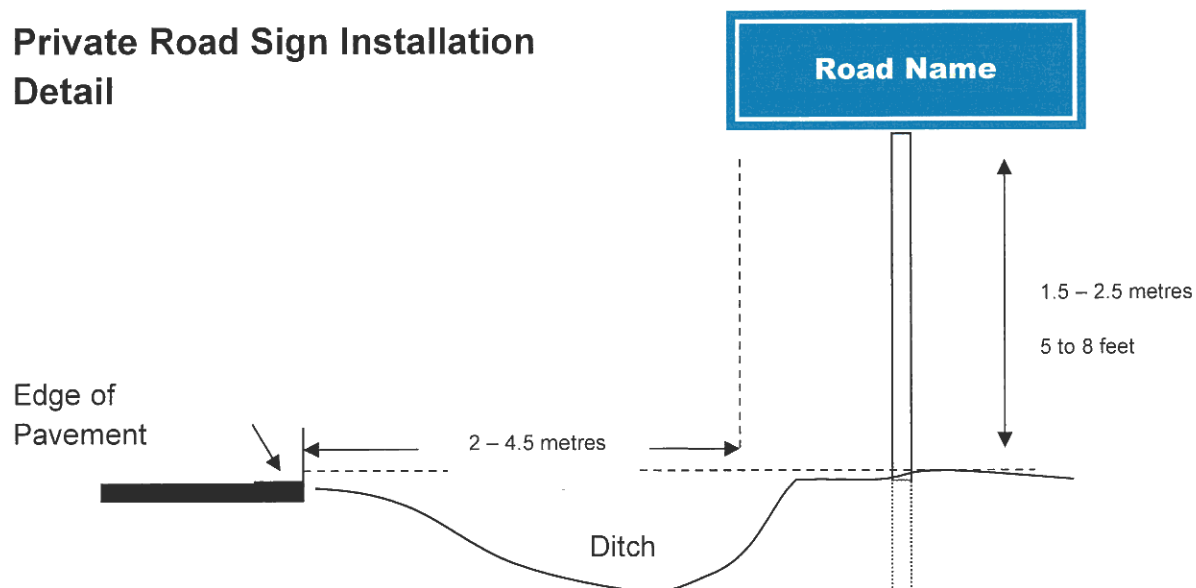 Private Road Sign Installation
Detail
Road Name
1.5 – 2.5 metres
5 to 8 feet
Edge of
Pavement
2 – 4.5 metres
Ditch